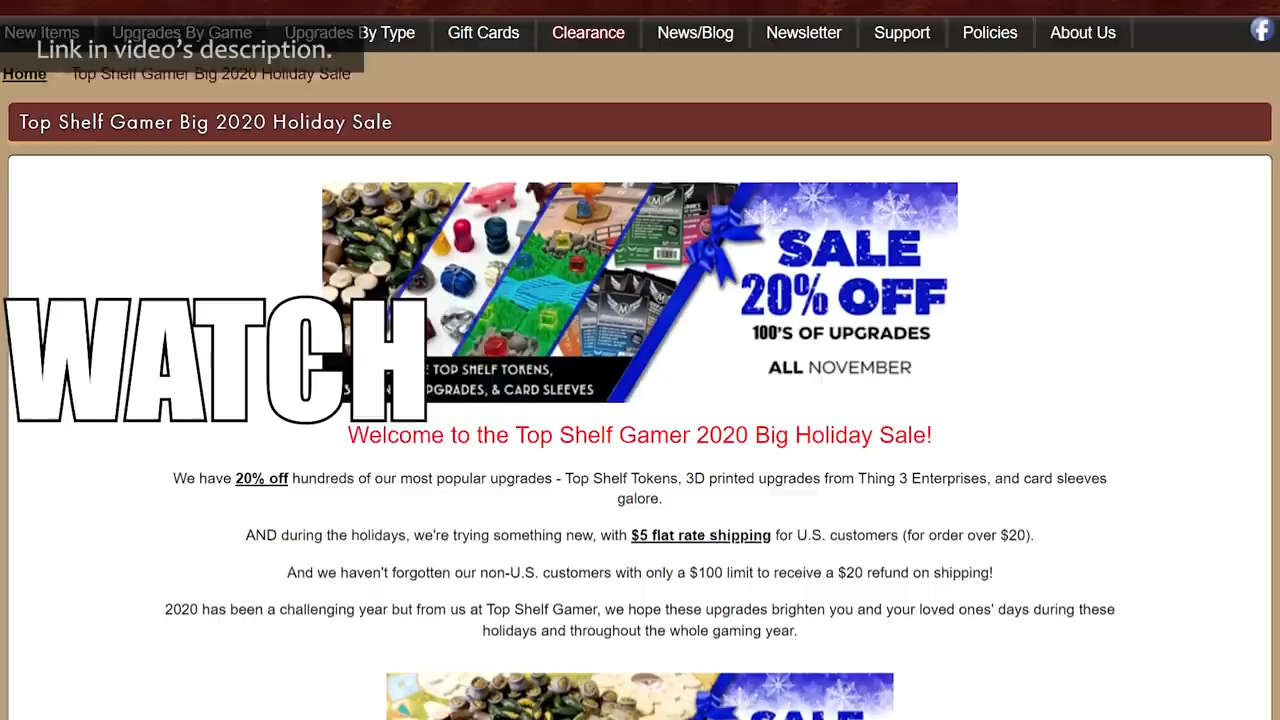 New Items Upgrades By Game Upgrades By Type Gift Cards Clearance News/Blog Newsletter Support Policies About Us
Link in video's description.
Home Top Shelf Gamer Big 2020 Holiday Sale
Top Shelf Gamer Big 2020 Holiday Sale
SALE
20% OFF
100'S OF UPGRADES
ALL NOVEMBER
WATCH
TOP SHELF TOKENS,
& CARD SLEEVES
Welcome to the Top Shelf Gamer 2020 Big Holiday Sale!
We have 20% off hundreds of our most popular upgrades - Top Shelf Tokens, 3D printed upgrades from Thing 3 Enterprises, and card sleeves
galore.
AND during the holidays, we're trying something new, with $5 flat rate shipping for U.S. customers (for order over $20).
And we haven't forgotten our non-U.S. customers with only a $100 limit to receive a $20 refund on shipping!
2020 has been a challenging year but from us at Top Shelf Gamer, we hope these upgrades brighten you and your loved ones' days during these
holidays and throughout the whole gaming year.
SALE